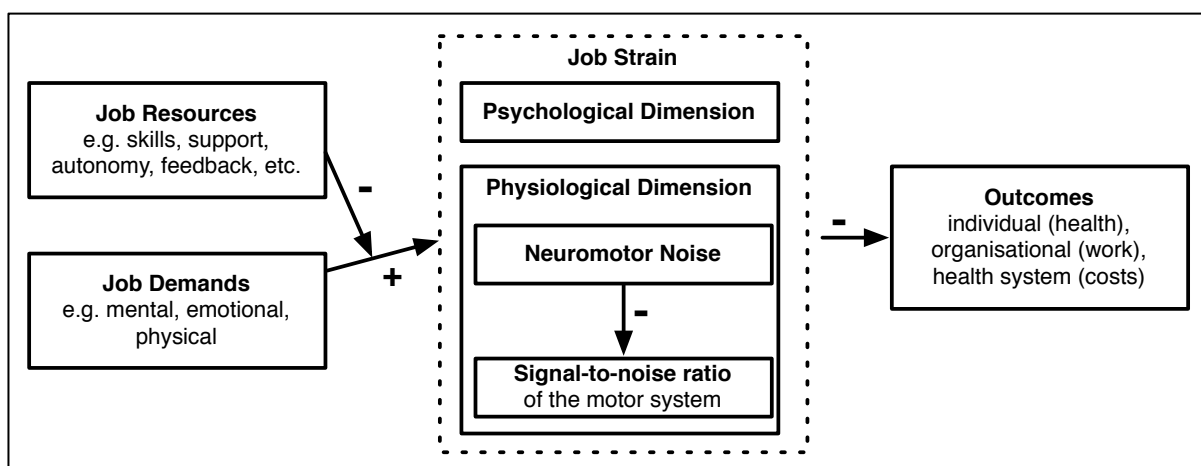 Job Strain
Job Resources
e.g. skills, support,
autonomy, feedback, etc.
-
Job Demands
e.g. mental, emotional,
physical
+
Psychological Dimension
Physiological Dimension
Neuromotor Noise
-
Signal-to-noise ratio
of the motor system
-
Outcomes
individual (health),
organisational (work),
health system (costs)